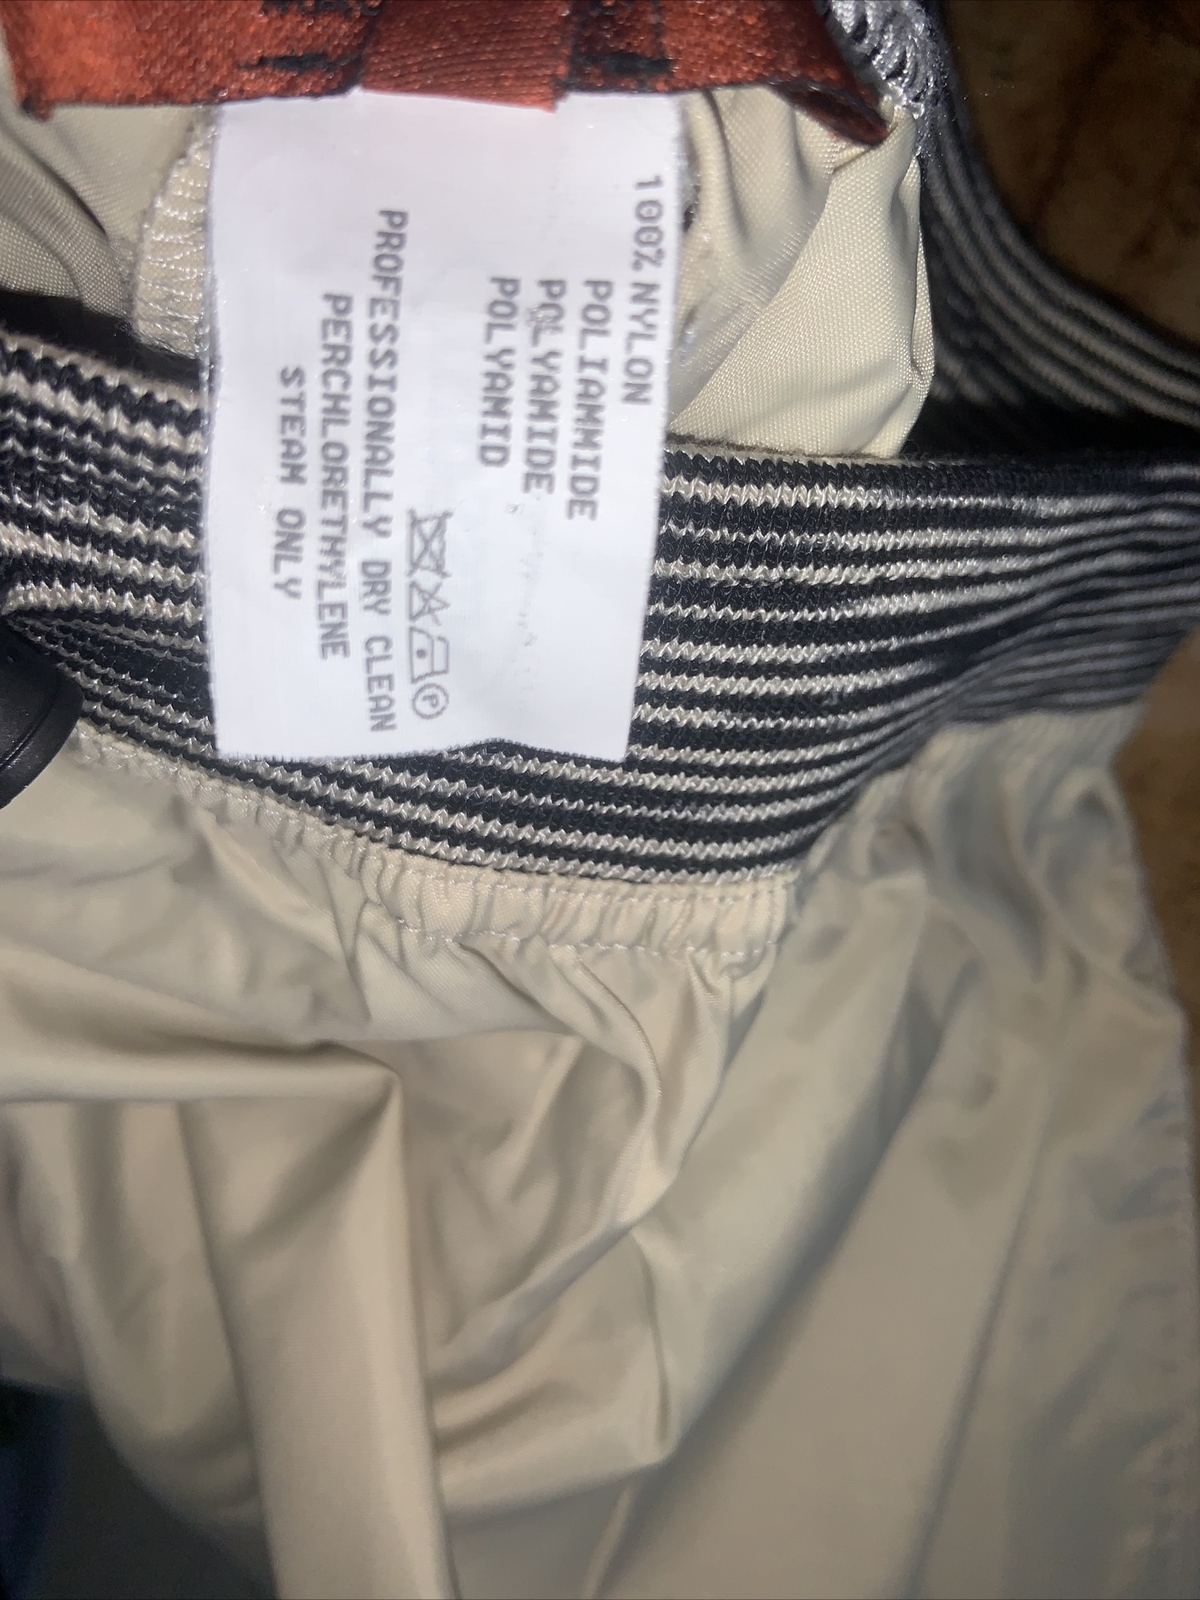 100% NYLON
POLIAMMIDE
POLYAMIDE
POLYAMID
P
PROFESSIONALLY DRY CLEAN
PERCHLORETHYLENE
STEAM ONLY